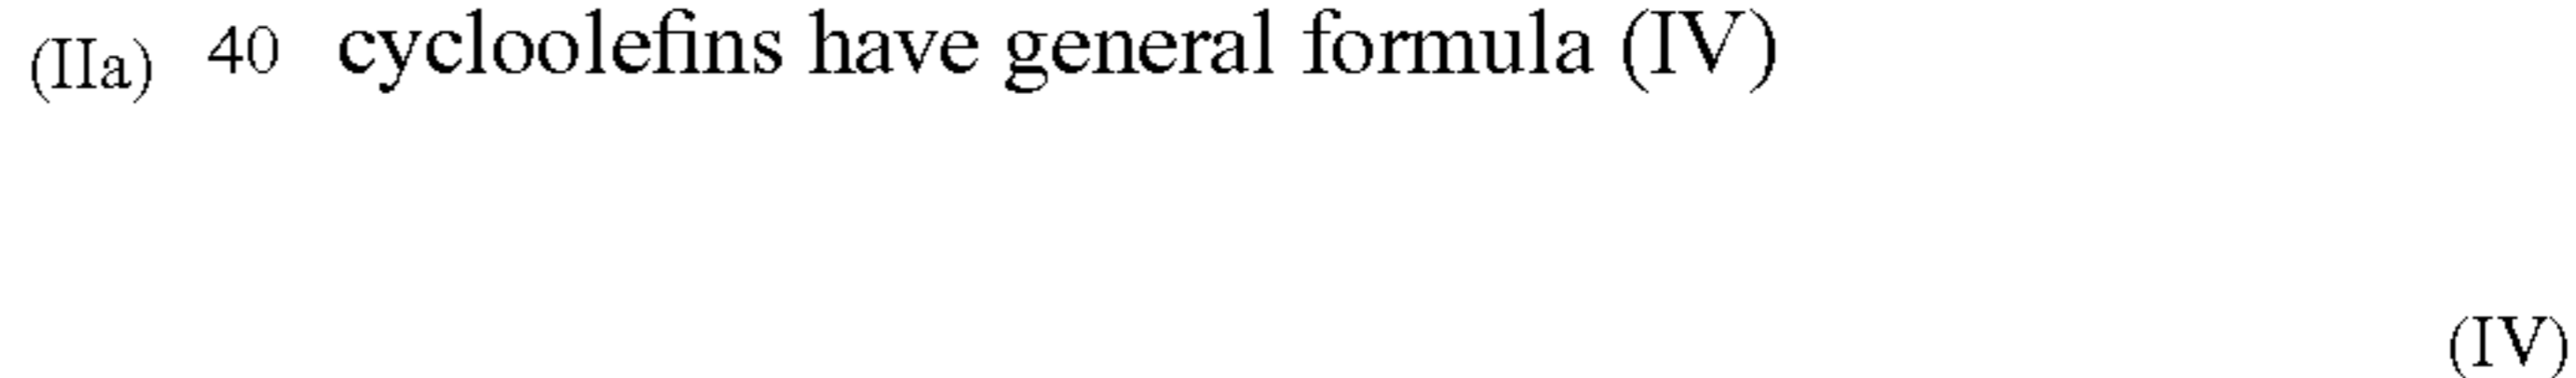 (IIa) 40 cycloolefins have general formula (IV)
(IV)